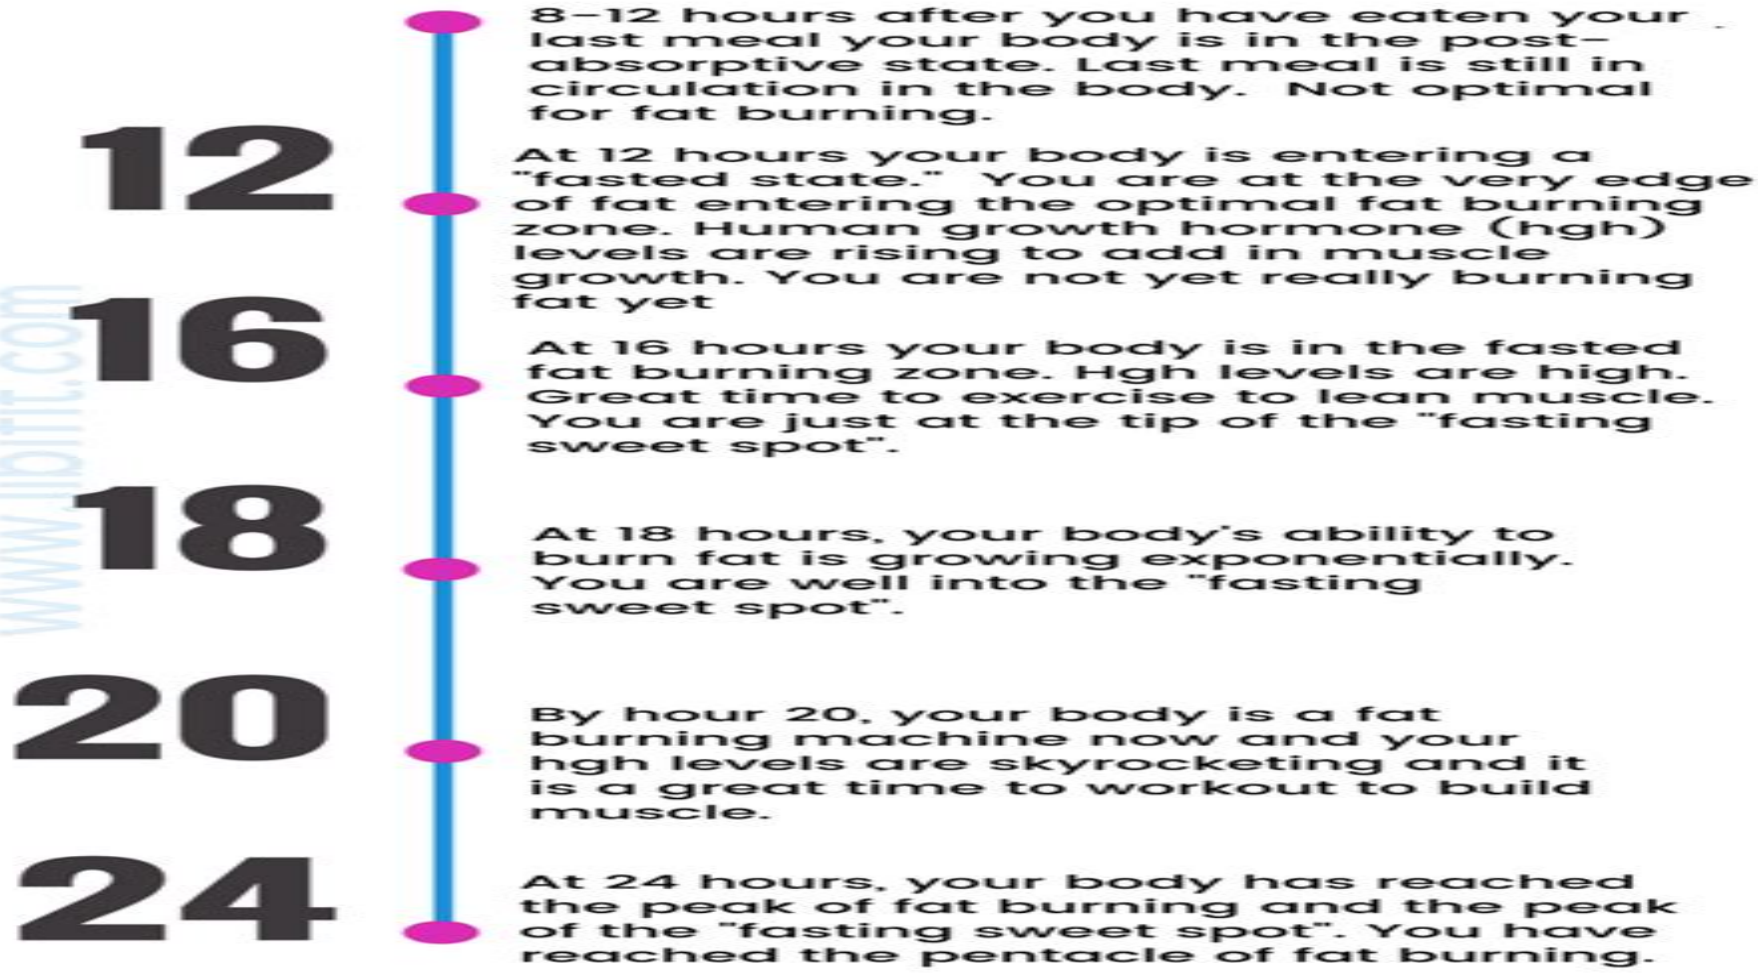 8-12 hours after you have eaten your
last meal your body is in the post-
absorptive state. Last meal is still in
circulation in the body. Not optimal
for fat burning.
12
At 12 hours your body is entering a
"fasted state." You are at the very edge
of fat entering the optimal fat burning
zone. Human growth hormone (hgh)
levels are rising to add in muscle
growth. You are not yet really burning
fat yet
16
At 16 hours your body is in the fasted
fat burning zone. Hgh levels are high.
Great time to exercise to lean muscle.
You are just at the tip of the "fasting
sweet spot".
18
At 18 hours, your body's ability to
burn fat is growing exponentially.
You are well into the "fasting
sweet spot".
20
By hour 20, your body is a fat
burning machine now and your
hgh levels are skyrocketing and it
is a great time to workout to build
muscle.
24
At 24 hours, your body has reached
the peak of fat burning and the peak
of the "fasting sweet spot". You have
reached the pentacle of fat burning.